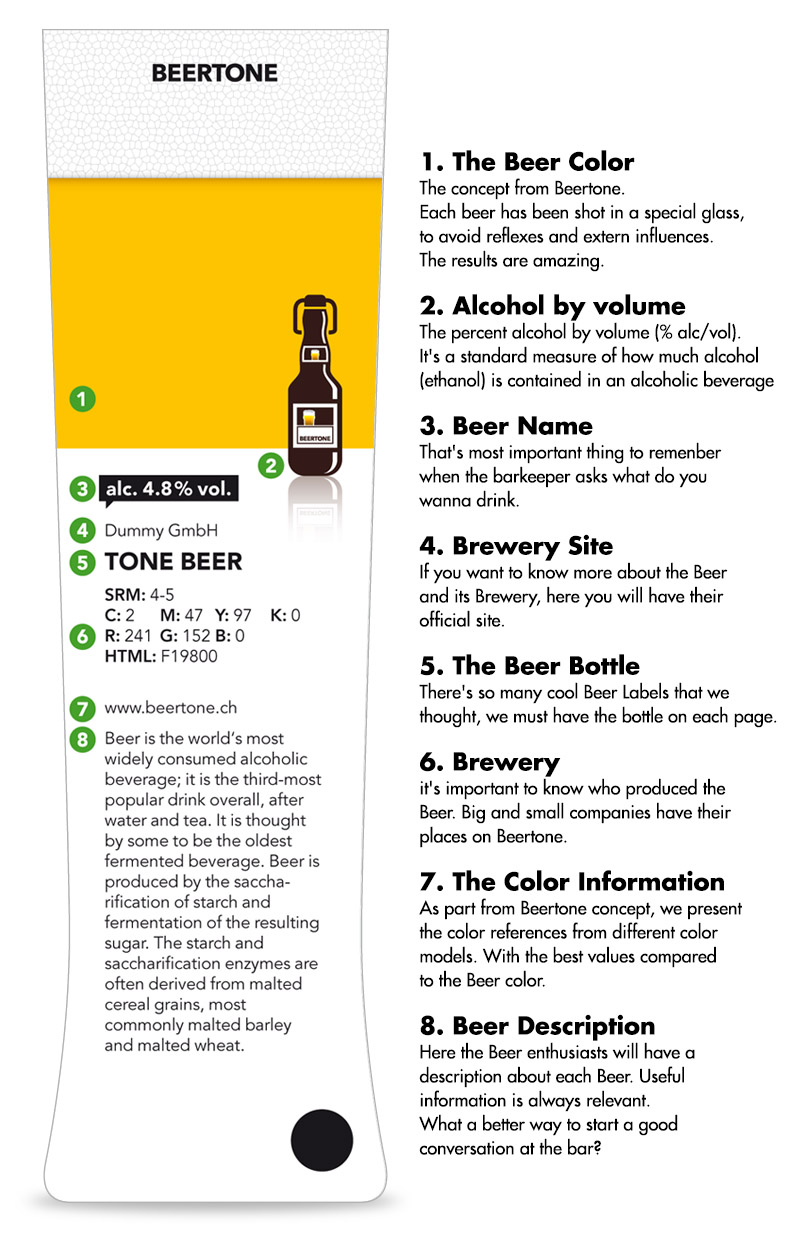 BEERTONE
1
BEERTONE
2
3 alc. 4.8% vol.
4 Dummy GmbH
5 TONE BEER
SRM: 4-5
C: 2 M: 47 Y: 97 K: 0
6 R: 241 G: 152 B: 0
HTML: F19800
7 www.beertone.ch
8 Beer is the world's most
widely consumed alcoholic
beverage; it is the third-most
popular drink overall, after
water and tea. It is thought
by some to be the oldest
fermented beverage. Beer is
produced by the saccha-
rification of starch and
fermentation of the resulting
sugar. The starch and
saccharification enzymes are
often derived from malted
cereal grains, most
commonly malted barley
and malted wheat.
1. The Beer Color
The concept from Beertone.
Each beer has been shot in a special glass,
to avoid reflexes and extern influences.
The results are amazing.
2. Alcohol by volume
The percent alcohol by volume (% alc/vol).
It's a standard measure of how much alcohol
(ethanol) is contained in an alcoholic beverage
3. Beer Name
That's most important thing to remenber
when the barkeeper asks what do you
wanna drink.
4. Brewery Site
If you want to know more about the Beer
and its Brewery, here you will have their
official site.
5. The Beer Bottle
There's so many cool Beer Labels that we
thought, we must have the bottle on each page.
6. Brewery
it's important to know who produced the
Beer. Big and small companies have their
places on Beertone.
7. The Color Information
As part from Beertone concept, we present
the color references from different color
models. With the best values compared
to the Beer color.
8. Beer Description
Here the Beer enthusiasts will have a
description about each Beer. Useful
information is always relevant.
What a better way to start a good
conversation at the bar?